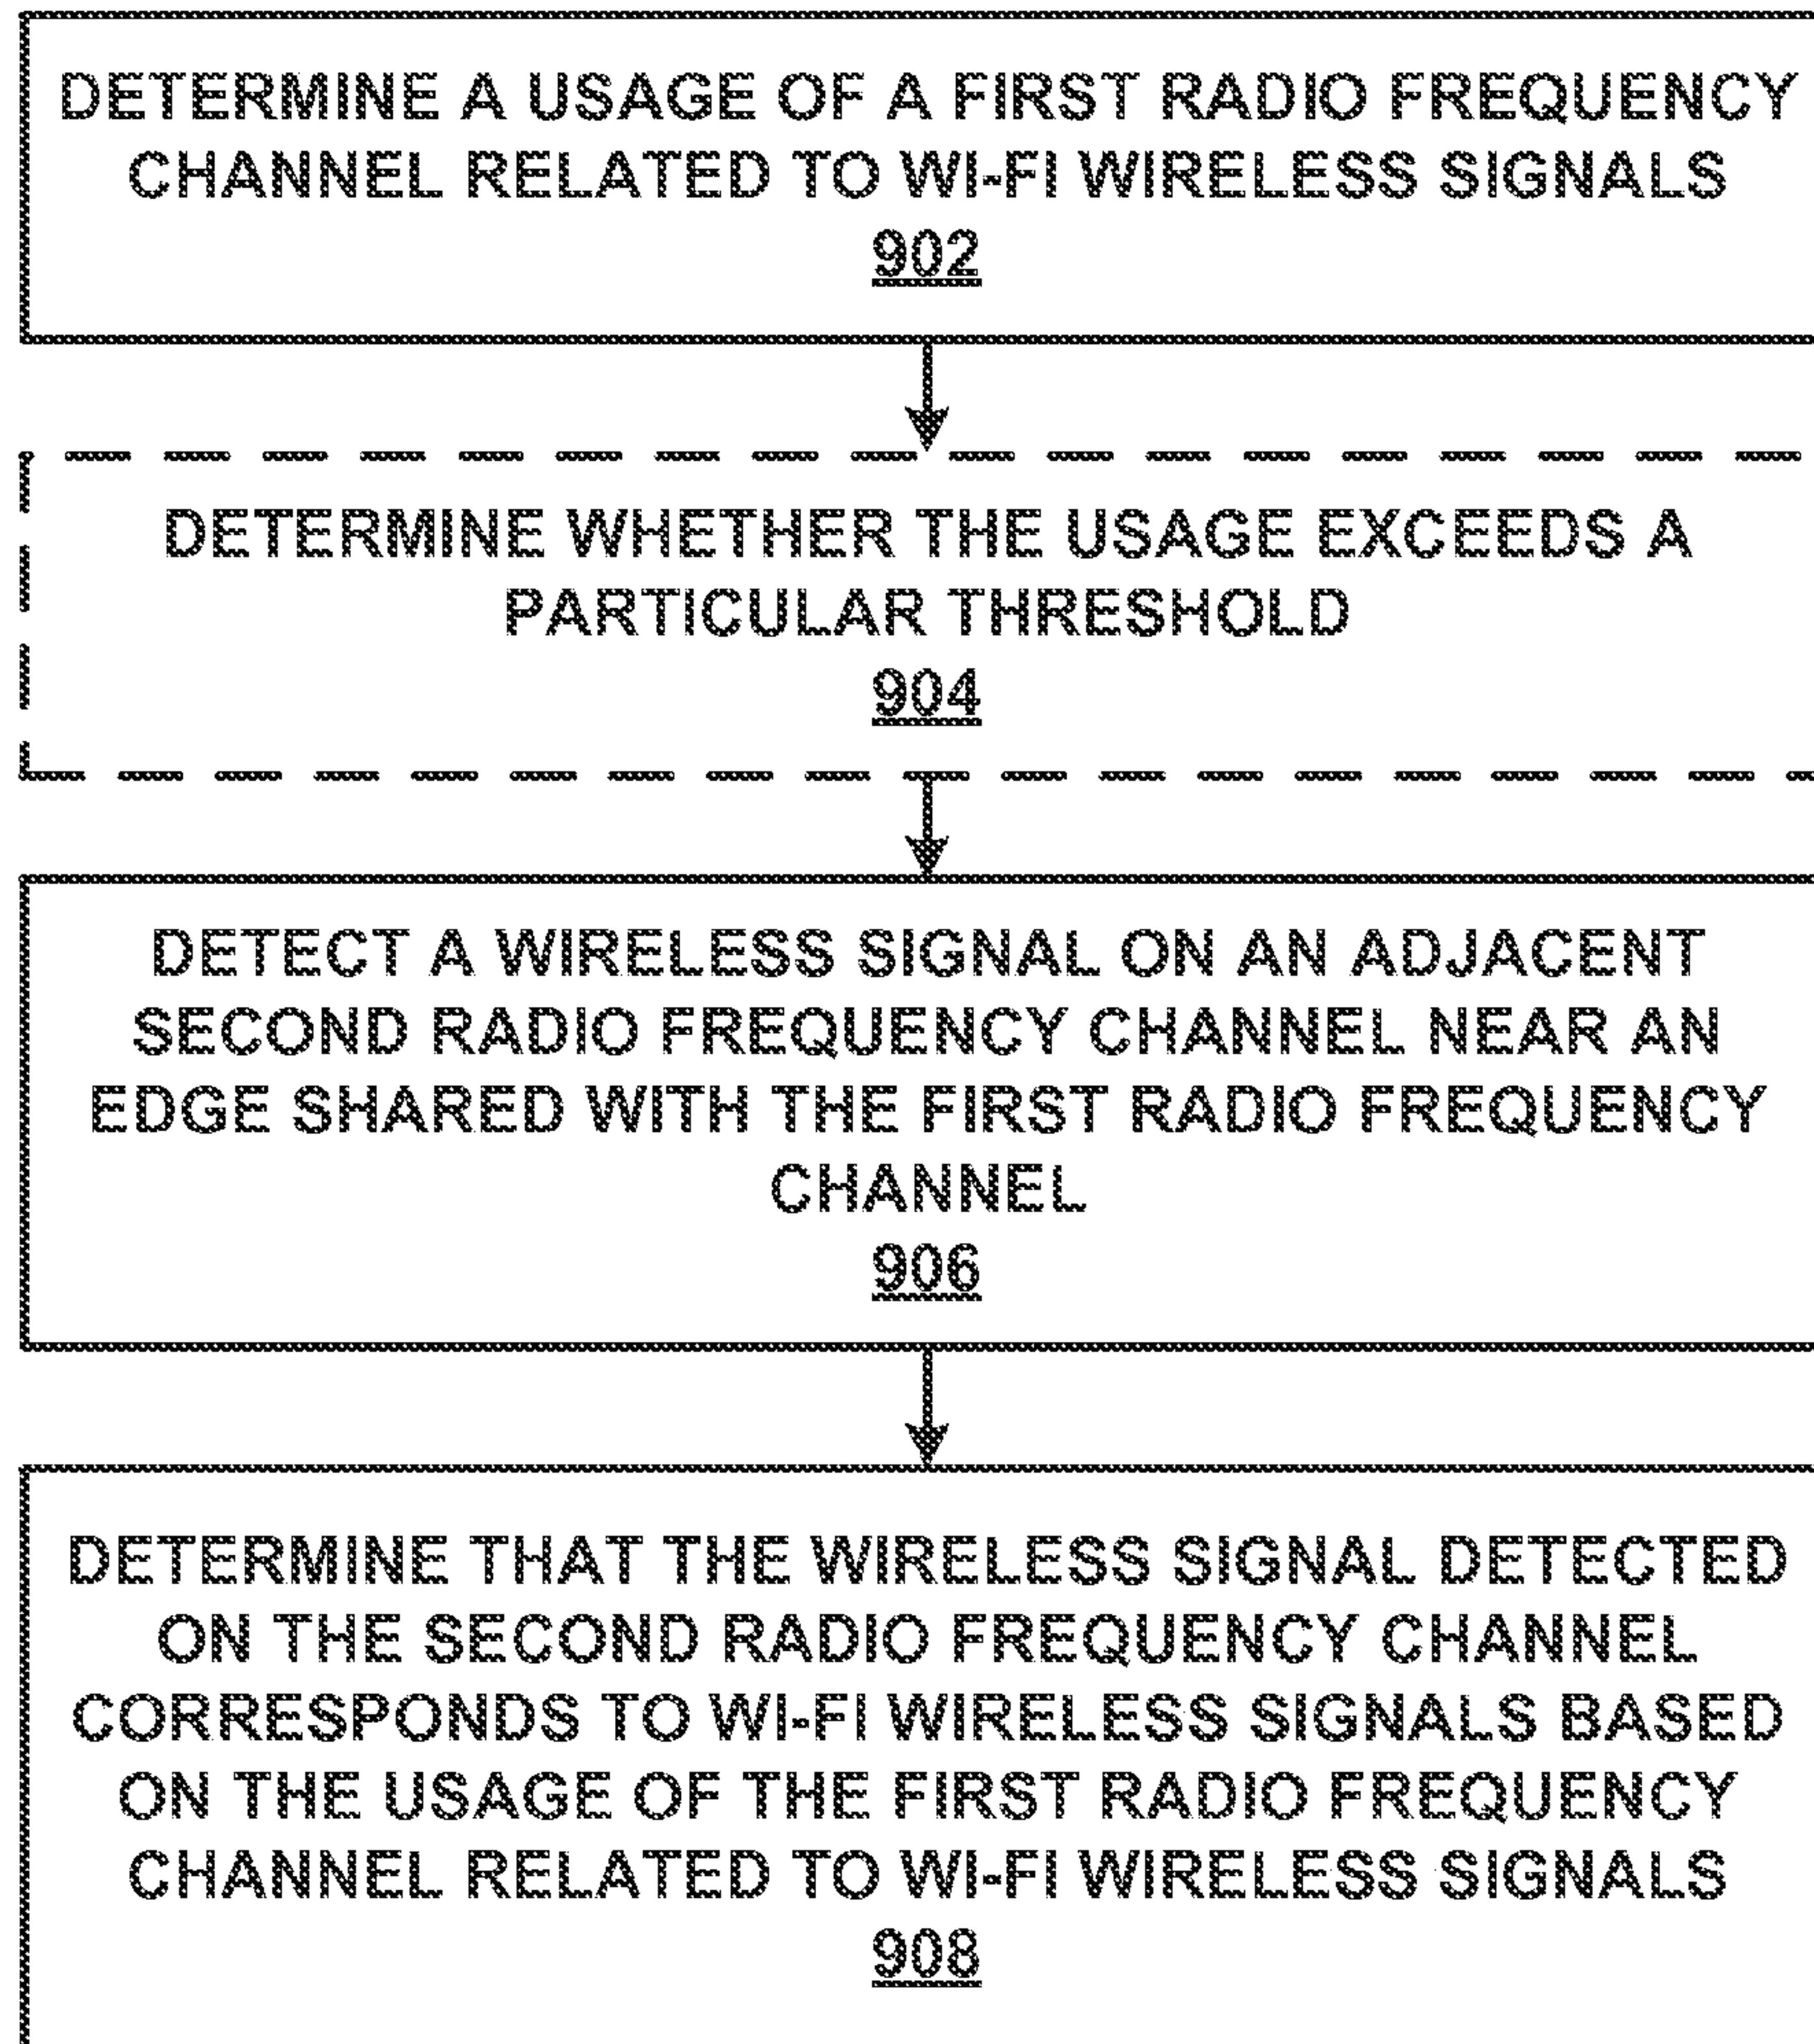 DETERMINE A USAGE OF A FIRST RADIO FREQUENCY
CHANNEL RELATED TO WI-FI WIRELESS SIGNALS
902
DETERMINE WHETHER THE USAGE EXCEEDS A
PARTICULAR THRESHOLD
904
DETECT A WIRELESS SIGNAL ON AN ADJACENT
SECOND RADIO FREQUENCY CHANNEL NEAR AN
EDGE SHARED WITH THE FIRST RADIO FREQUENCY
CHANNEL
906
DETERMINE THAT THE WIRELESS SIGNAL DETECTED
ON THE SECOND RADIO FREQUENCY CHANNEL
CORRESPONDS TO WI-FI WIRELESS SIGNALS BASED
ON THE USAGE OF THE FIRST RADIO FREQUENCY
CHANNEL RELATED TO WI-FI WIRELESS SIGNALS
908